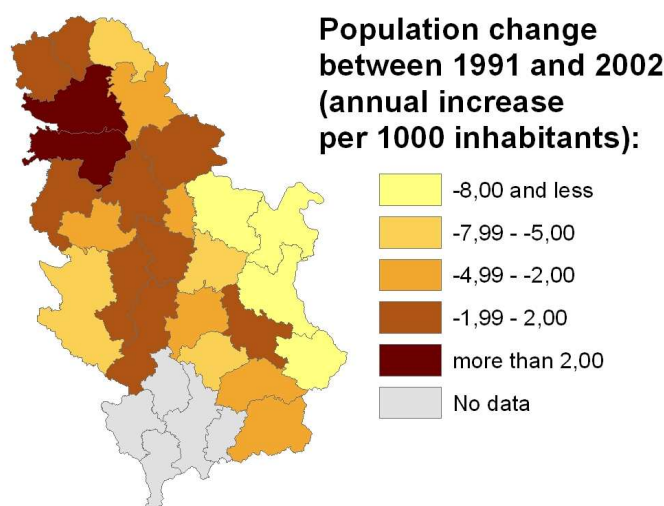 Population change
between 1991 and 2002
(annual increase
per 1000 inhabitants):
-8,00 and less
-7,99 - -5,00
-4,99 - -2,00
-1,99 - 2,00
more than 2,00
No data